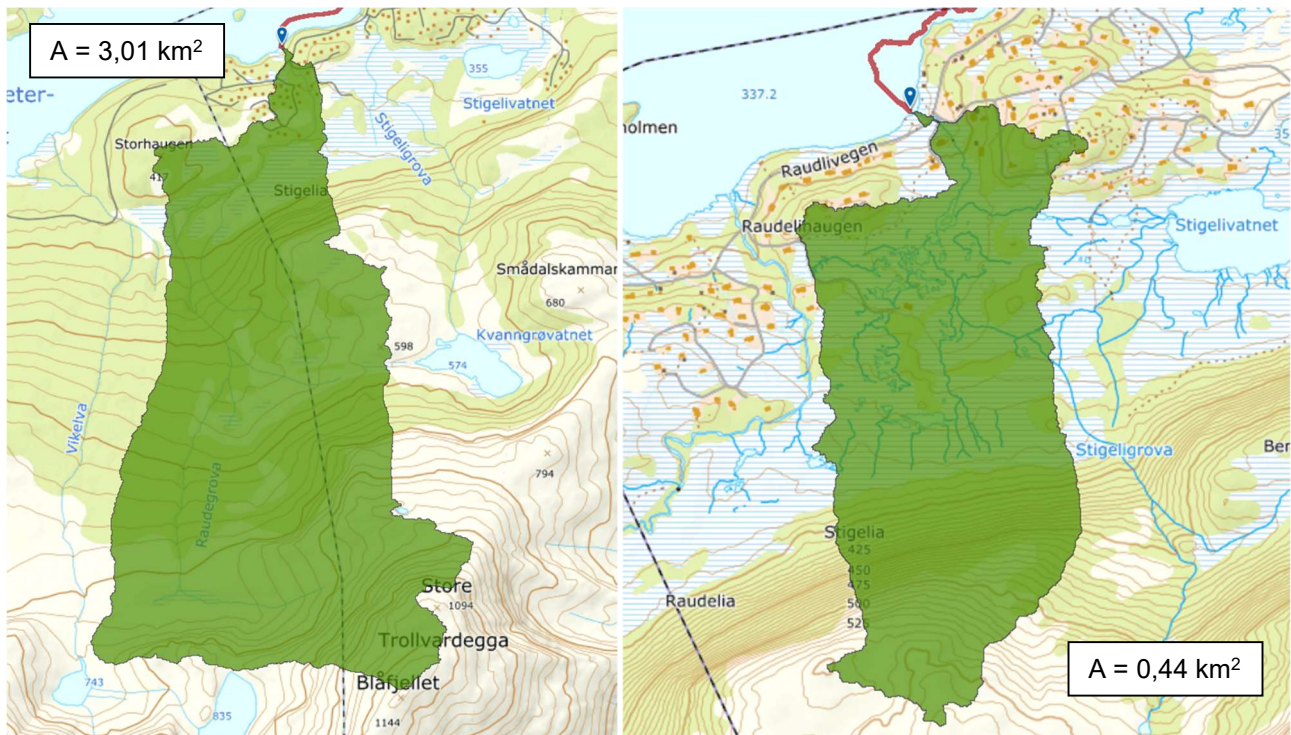 A = 3,01 km²
eter-
355
Stigelivatnet
Stigeligrova
Storhaugen
417
Stigelia
Smådalskammar
680
Kvanngrøvatnet
598
574
Vikelva
794
Raudegrova
Store
1094
Trollvardegga
Blåfjellet
743
835
1144
337.2
olmen
35
Raudlivegen
Raudelihaugen
Stigelivatnet
Stigeligrova
Ber
Stigelia
425
450
475
500
525
Raudelia
A = 0,44 km²